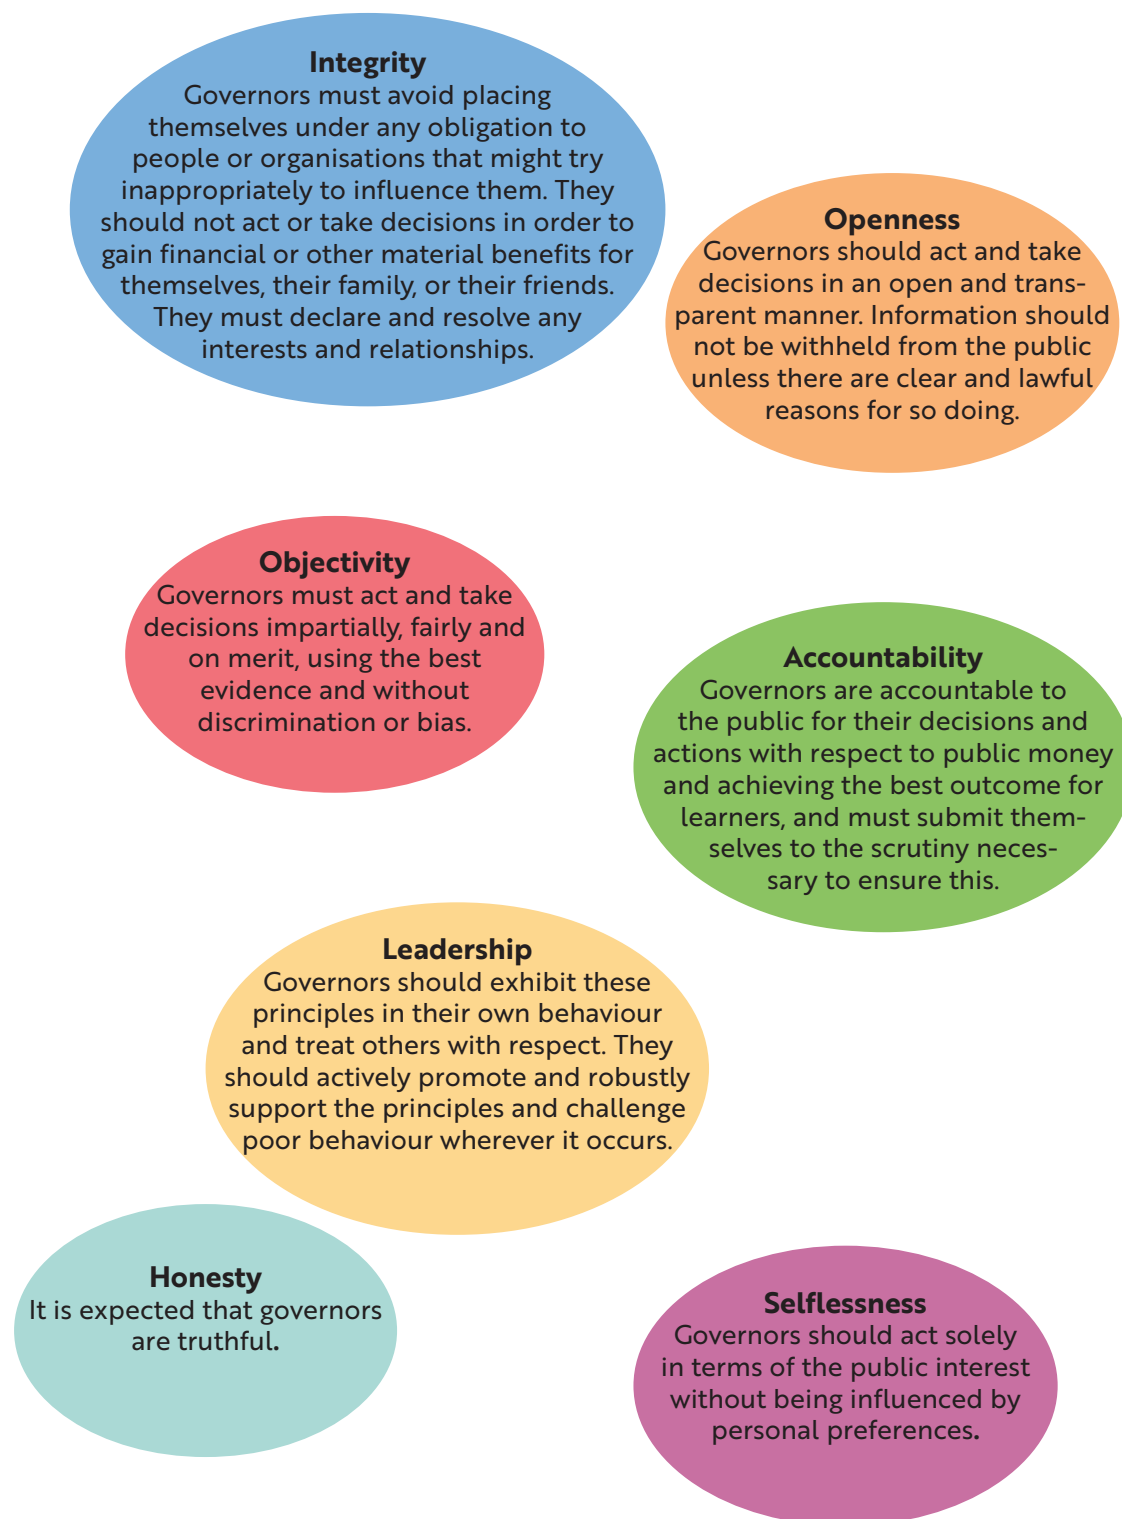 Integrity
Governors must avoid placing
themselves under any obligation to
people or organisations that might try
inappropriately to influence them. They
should not act or take decisions in order to
gain financial or other material benefits for
themselves, their family, or their friends.
They must declare and resolve any
interests and relationships.
Openness
Governors should act and take
decisions in an open and trans-
parent manner. Information should
not be withheld from the public
unless there are clear and lawful
reasons for so doing.
Objectivity
Governors must act and take
decisions impartially, fairly and
on merit, using the best
evidence and without
discrimination or bias.
Accountability
Governors are accountable to
the public for their decisions and
actions with respect to public money
and achieving the best outcome for
learners, and must submit them-
selves to the scrutiny neces-
sary to ensure this.
Leadership
Governors should exhibit these
principles in their own behaviour
and treat others with respect. They
should actively promote and robustly
support the principles and challenge
poor behaviour wherever it occurs.
Honesty
It is expected that governors
are truthful.
Selflessness
Governors should act solely
in terms of the public interest
without being influenced by
personal preferences.